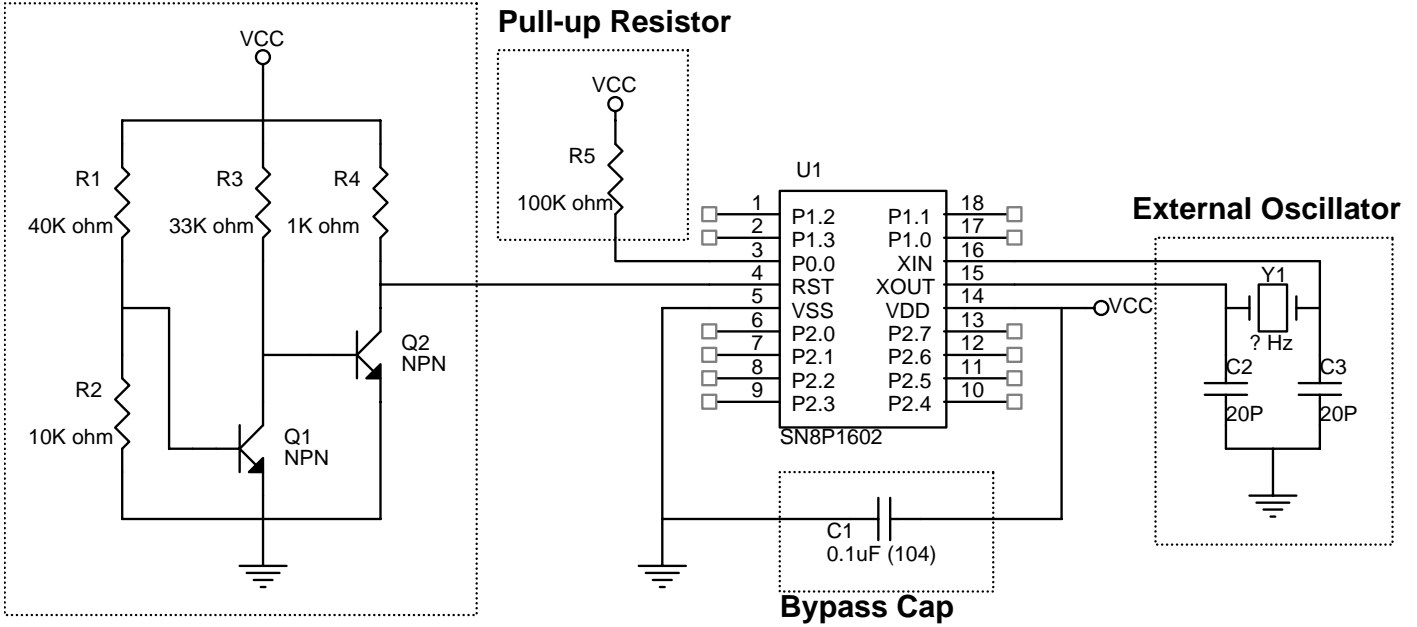 VCC
R1
40K ohm
R3
33K ohm
R4
1K ohm
R2
10K ohm
Q1
NPN
Q2
NPN
Pull-up Resistor
VCC
R5
100K ohm
U1
1 P1.2 P1.1 18
2 P1.3 P1.0 17
3 P0.0 XIN 16
4 RST XOUT 15
5 VSS VDD 14
6 P2.0 P2.7 13
7 P2.1 P2.6 12
8 P2.2 P2.5 11
9 P2.3 P2.4 10
SN8P1602
VCC
C1
0.1uF (104)
Bypass Cap
External Oscillator
Y1
? Hz
C2
20P
C3
20P